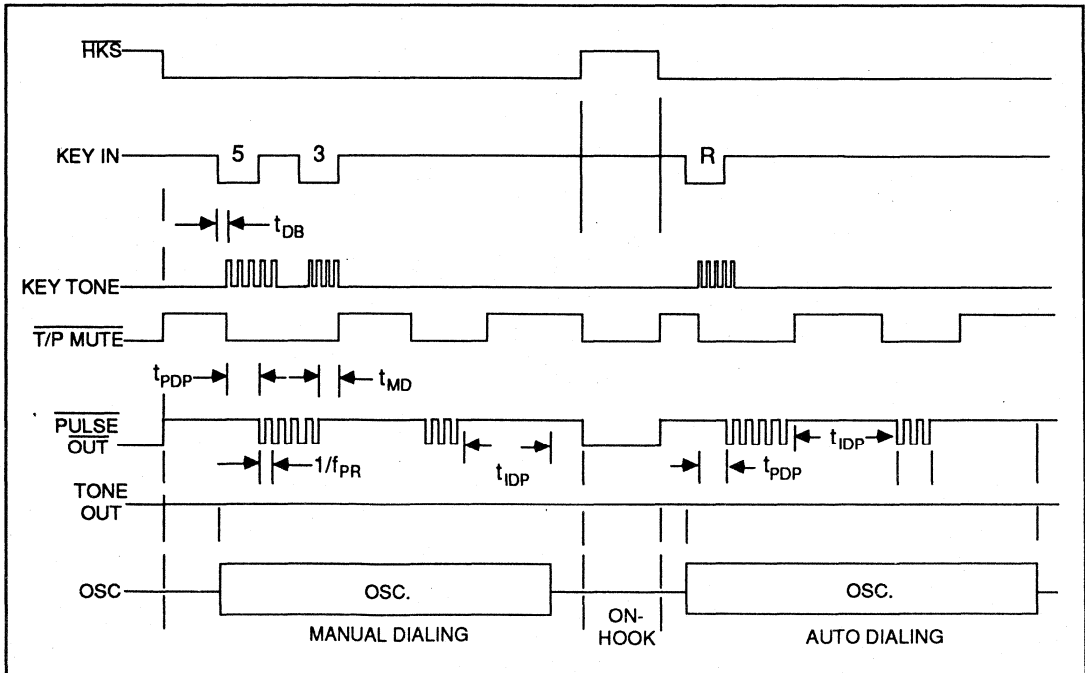 HKS
KEY IN
5
3
R
tDB
KEY TONE
T/P MUTE
tPDP
tMD
PULSE
OUT
1/fPR
tIDP
tIDP
tPDP
TONE
OUT
OSC
OSC.
OSC.
MANUAL DIALING
ON-
HOOK
AUTO DIALING